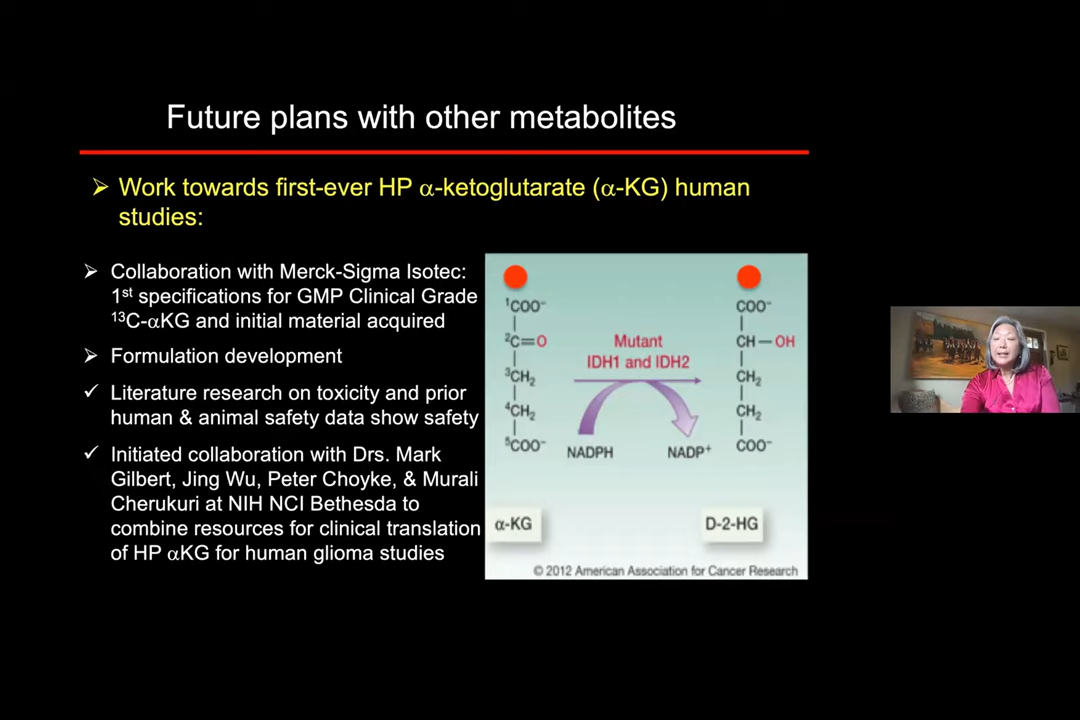 Future plans with other metabolites
➢ Work towards first-ever HP α-ketoglutarate (α-KG) human
studies:
➢ Collaboration with Merck-Sigma Isotec:
1st specifications for GMP Clinical Grade
13C-αKG and initial material acquired
➢ Formulation development
✓ Literature research on toxicity and prior
human & animal safety data show safety
✓ Initiated collaboration with Drs. Mark
Gilbert, Jing Wu, Peter Choyke, & Murali
Cherukuri at NIH NCI Bethesda to
combine resources for clinical translation
of HP αKG for human glioma studies
¹COO⁻
²C=O
³CH₂
⁴CH₂
⁵COO⁻
Mutant
IDH1 and IDH2
NADPH
NADP⁺
COO⁻
CH—OH
CH₂
CH₂
COO⁻
α-KG
D-2-HG
© 2012 American Association for Cancer Research